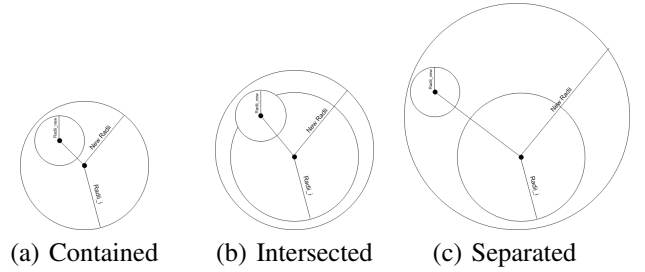 Radii_new
New Radii
Radii_i
(a) Contained
Radii_new
New Radii
Radii_i
(b) Intersected
Radii_new
New Radii
Radii_i
(c) Separated